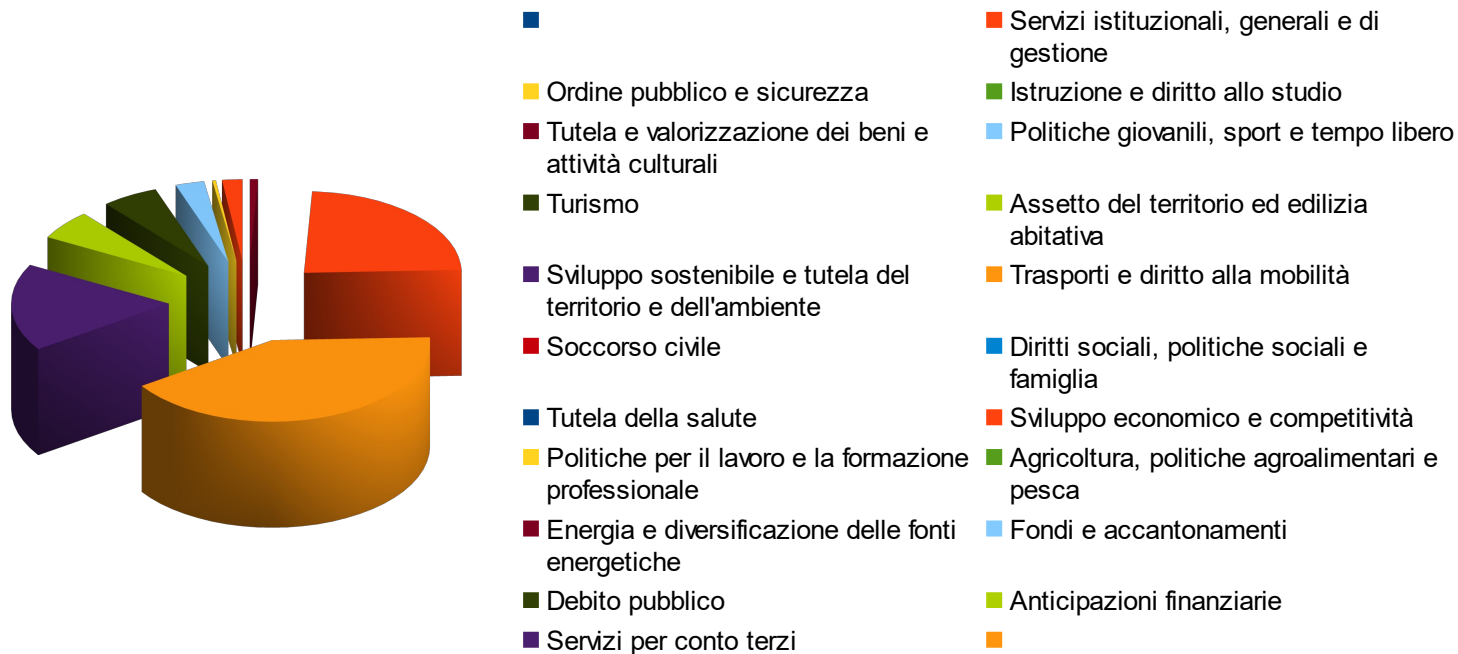 Servizi istituzionali, generali e di
gestione
Ordine pubblico e sicurezza
Istruzione e diritto allo studio
Tutela e valorizzazione dei beni e
attività culturali
Politiche giovanili, sport e tempo libero
Turismo
Assetto del territorio ed edilizia
abitativa
Sviluppo sostenibile e tutela del
territorio e dell'ambiente
Trasporti e diritto alla mobilità
Soccorso civile
Diritti sociali, politiche sociali e
famiglia
Tutela della salute
Sviluppo economico e competitività
Politiche per il lavoro e la formazione
professionale
Agricoltura, politiche agroalimentari e
pesca
Energia e diversificazione delle fonti
energetiche
Fondi e accantonamenti
Debito pubblico
Anticipazioni finanziarie
Servizi per conto terzi